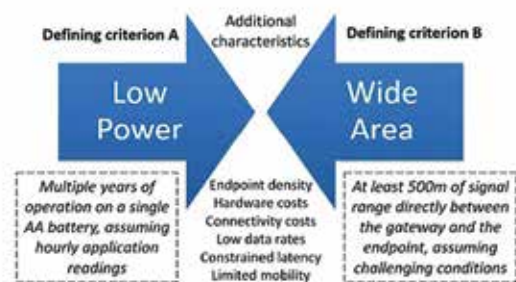 Defining criterion A
Additional
characteristics
Defining criterion B
Low
Power
Wide
Area
Multiple years of
operation on a single
AA battery, assuming
hourly application
readings
Endpoint density
Hardware costs
Connectivity costs
Low data rates
Constrained latency
Limited mobility
At least 500m of signal
range directly between
the gateway and the
endpoint, assuming
challenging conditions